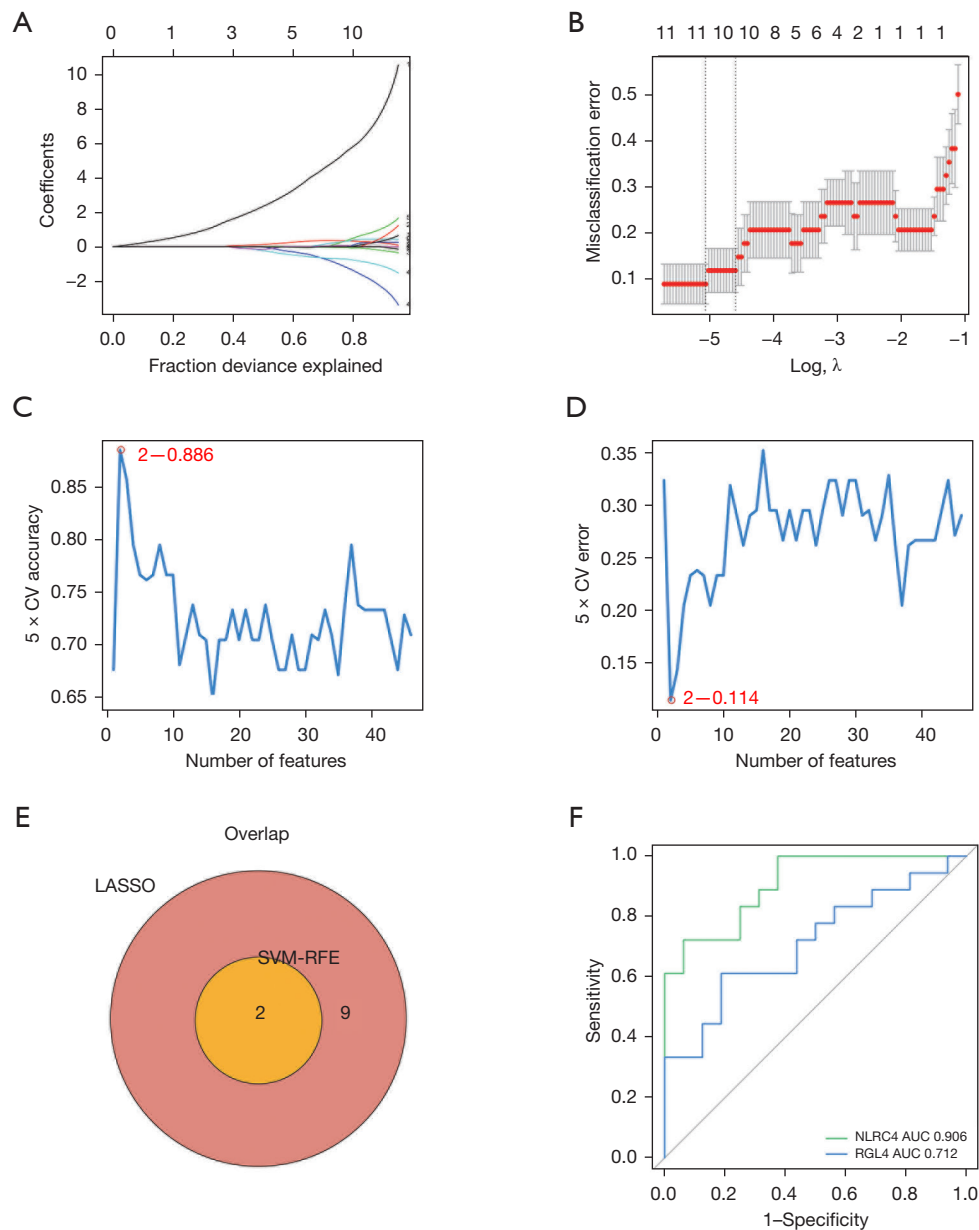 A
0 1 3 5 10
10
8
6
4
2
0
−2
Coefficents
0.0 0.2 0.4 0.6 0.8
Fraction deviance explained
B
11 11 10 10 8 5 6 4 2 1 1 1 1
0.5
0.4
0.3
0.2
0.1
Misclassification error
−5 −4 −3 −2 −1
Log, λ
C
2—0.886
0.85
0.80
0.75
0.70
0.65
5 × CV accuracy
0 10 20 30 40
Number of features
D
0.35
0.30
0.25
0.20
0.15
5 × CV error
2—0.114
0 10 20 30 40
Number of features
E
Overlap
LASSO
SVM-RFE
2 9
F
1.0
0.8
0.6
0.4
0.2
0.0
Sensitivity
NLRC4 AUC 0.906
RGL4 AUC 0.712
0.0 0.2 0.4 0.6 0.8 1.0
1–Specificity